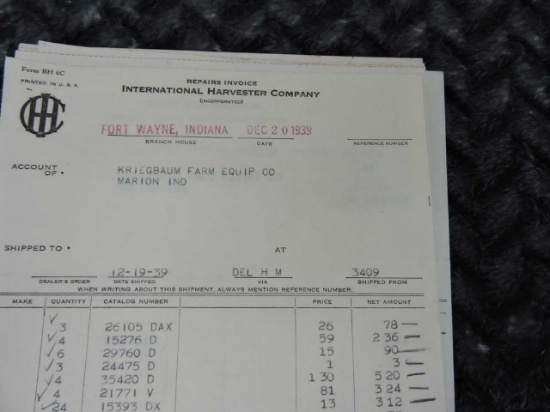 Form BH 6C
PRINTED IN U.S.A.
IHC
REPAIRS INVOICE
INTERNATIONAL HARVESTER COMPANY
(INCORPORATED)
FORT WAYNE, INDIANA DEC 20 1939
BRANCH HOUSE DATE REFERENCE NUMBER
ACCOUNT OF • KRIEGBAUM FARM EQUIP CO
MARION IND
SHIPPED TO • AT
12-19-39 DEL H M 3409
DEALER'S ORDER DATE SHIPPED VIA SHIPPED FROM
WHEN WRITING ABOUT THIS SHIPMENT, ALWAYS MENTION REFERENCE NUMBER.
MAKE QUANTITY CATALOG NUMBER PRICE NET AMOUNT
3 26105 DAX 26 78
4 15276 D 59 2 36
6 29760 D 15 90
3 24475 D 1 3
4 35420 D 1 30 5 20
4 21771 V 81 3 24
24 15393 DX 13 3 12